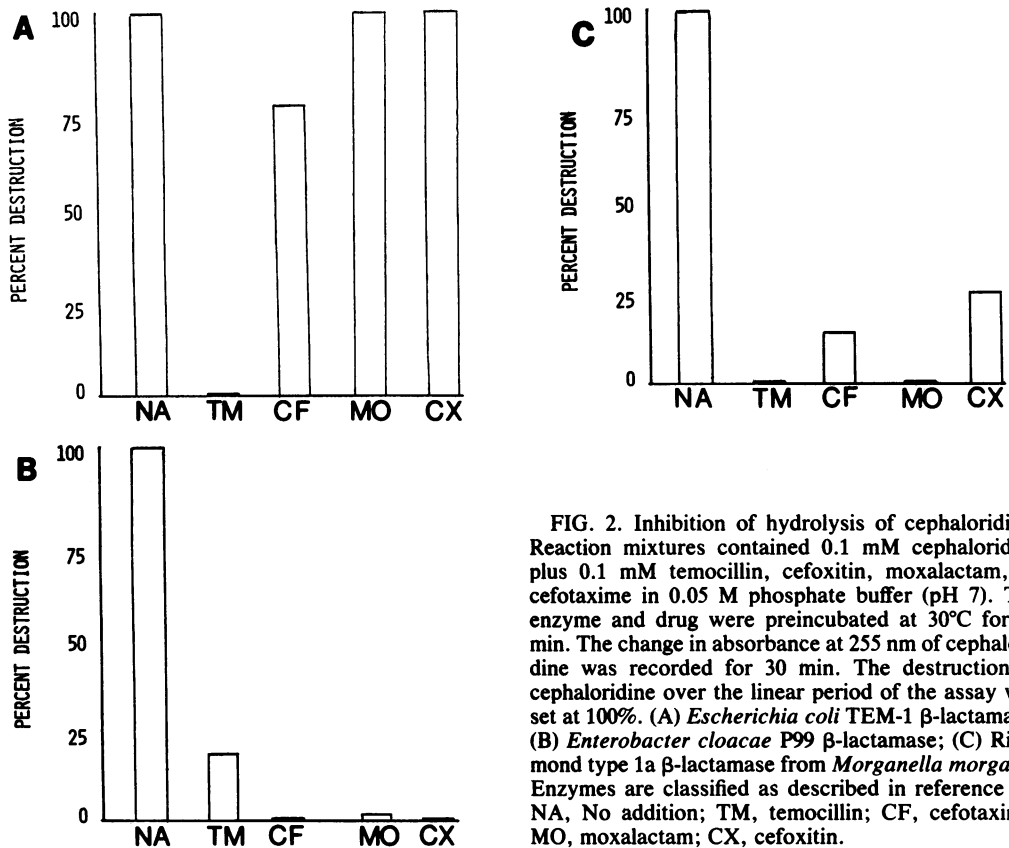 A
100
75
50
25
0
PERCENT DESTRUCTION
NA TM CF MO CX
B
100
75
50
25
0
PERCENT DESTRUCTION
NA TM CF MO CX
C
100
75
50
25
0
PERCENT DESTRUCTION
NA TM CF MO CX
FIG. 2. Inhibition of hydrolysis of cephaloridi
Reaction mixtures contained 0.1 mM cephalorid
plus 0.1 mM temocillin, cefoxitin, moxalactam,
cefotaxime in 0.05 M phosphate buffer (pH 7). T
enzyme and drug were preincubated at 30°C for
min. The change in absorbance at 255 nm of cephalo
dine was recorded for 30 min. The destruction
cephaloridine over the linear period of the assay w
set at 100%. (A) Escherichia coli TEM-1 β-lactama
(B) Enterobacter cloacae P99 β-lactamase; (C) Ri
mond type 1a β-lactamase from Morganella morga
Enzymes are classified as described in reference
NA, No addition; TM, temocillin; CF, cefotaxi
MO, moxalactam; CX, cefoxitin.